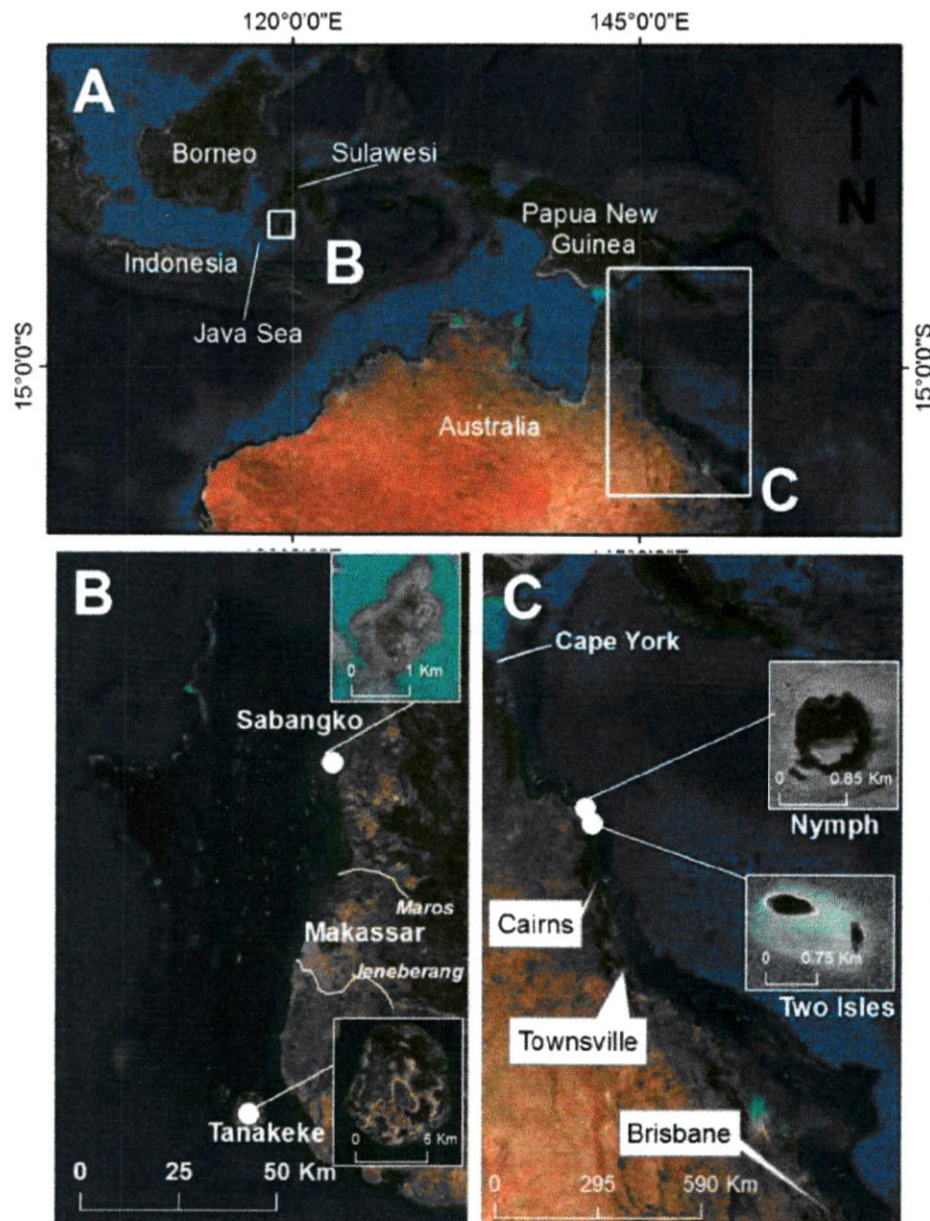 120°0'0"E
145°0'0"E
A
Borneo
Sulawesi
Papua New
Guinea
N
Indonesia
B
Java Sea
15°0'0"S
15°0'0"S
Australia
C
B
0 1 Km
Sabangko
Maros
Makassar
Jeneberang
0 6 Km
Tanakeke
0 25 50 Km
C
Cape York
0 0.85 Km
Nymph
Cairns
0 0.75 Km
Two Isles
Townsville
Brisbane
0 295 590 Km